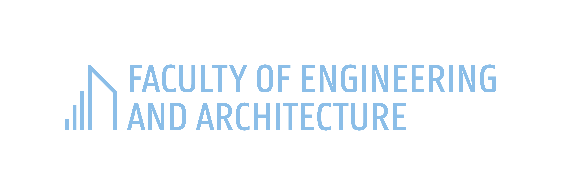 FACULTY OF ENGINEERING
AND ARCHITECTURE